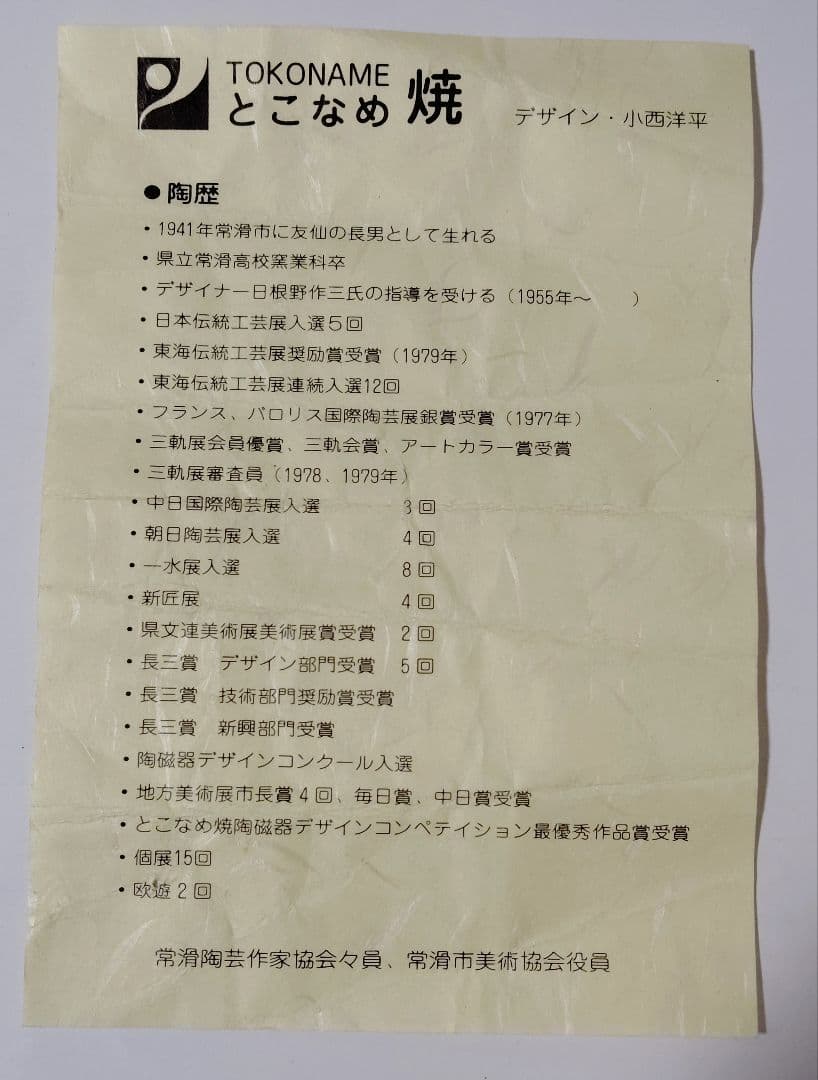 TOKONAME
とこなめ 焼
デザイン・小西洋平
●陶歴
・1941年常滑市に友仙の長男として生れる
・県立常滑高校窯業科卒
・デザイナー日根野作三氏の指導を受ける（1955年～　　）
・日本伝統工芸展入選５回
・東海伝統工芸展奨励賞受賞（1979年）
・東海伝統工芸展連続入選12回
・フランス、バロリス国際陶芸展銀賞受賞（1977年）
・三軌展会員優賞、三軌会賞、アートカラー賞受賞
・三軌展審査員（1978、1979年）
・中日国際陶芸展入選　3回
・朝日陶芸展入選　4回
・一水展入選　8回
・新匠展　4回
・県文連美術展美術展賞受賞　2回
・長三賞　デザイン部門受賞　5回
・長三賞　技術部門奨励賞受賞
・長三賞　新興部門受賞
・陶磁器デザインコンクール入選
・地方美術展市長賞４回、毎日賞、中日賞受賞
・とこなめ焼陶磁器デザインコンペテイション最優秀作品賞受賞
・個展15回
・欧遊２回
常滑陶芸作家協会々員、常滑市美術協会役員